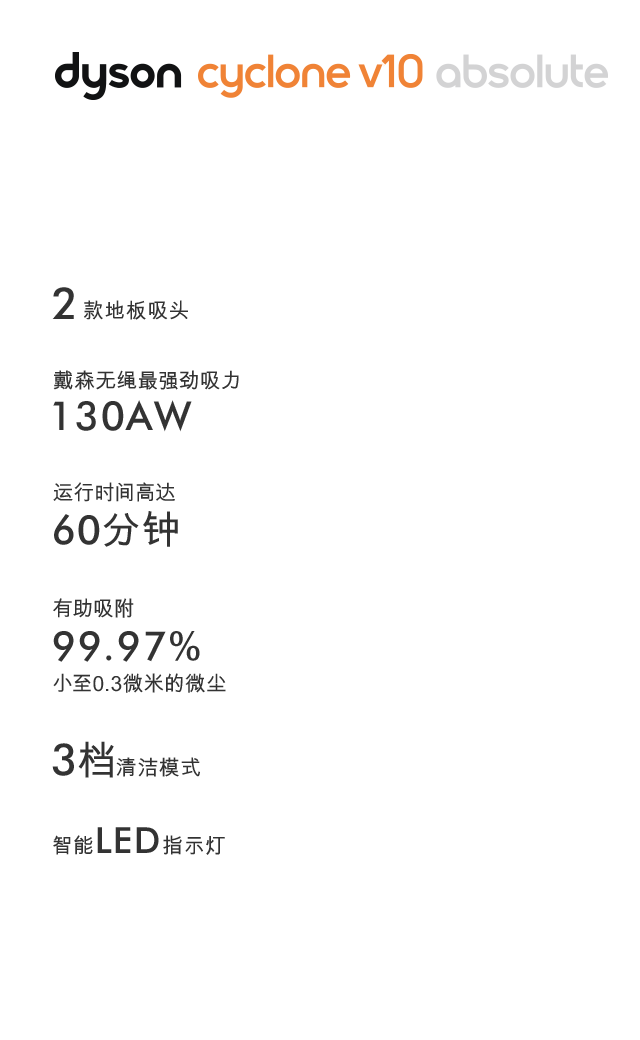 dyson cyclone v10 absolute
2 款地板吸头
戴森无绳最强劲吸力
130AW
运行时间高达
60分钟
有助吸附
99.97%
小至0.3微米的微尘
3档清洁模式
智能LED指示灯